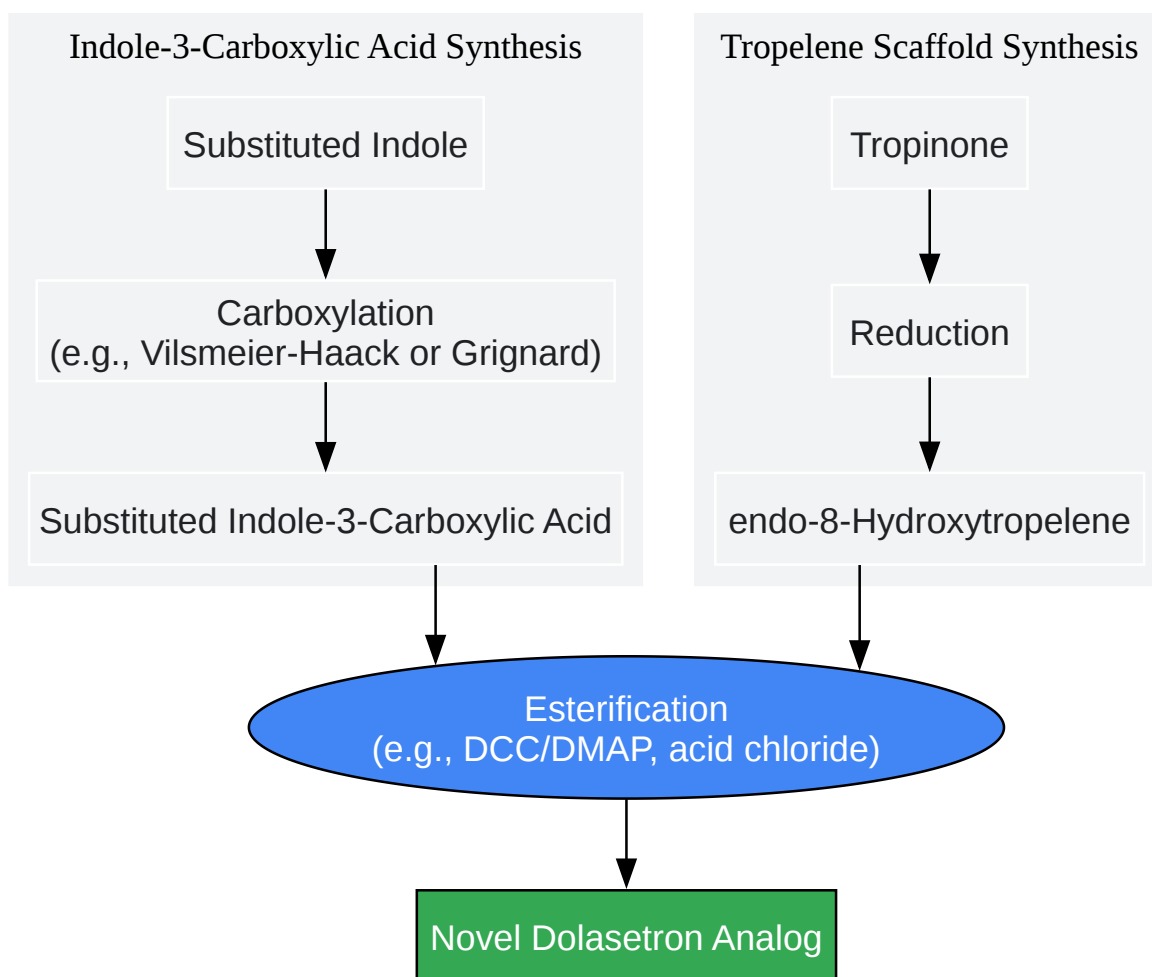 Indole-3-Carboxylic Acid Synthesis
Substituted Indole
Carboxylation
(e.g., Vilsmeier-Haack or Grignard)
Substituted Indole-3-Carboxylic Acid
Tropelene Scaffold Synthesis
Tropinone
Reduction
endo-8-Hydroxytropelene
Esterification
(e.g., DCC/DMAP, acid chloride)
Novel Dolasetron Analog